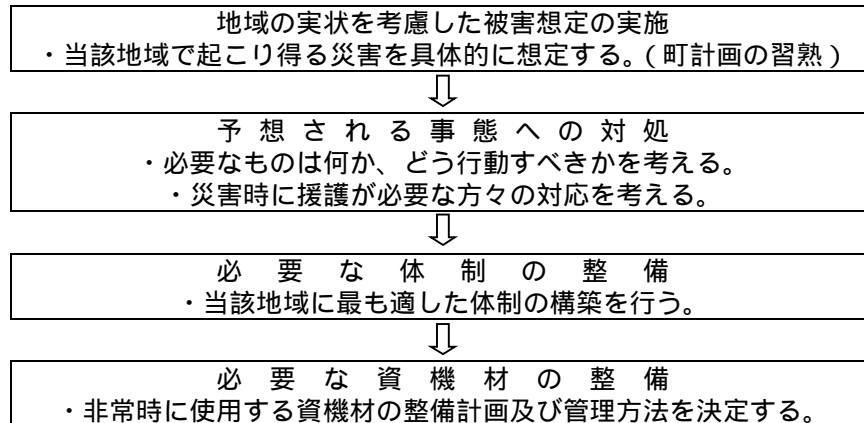 地域の実状を考慮した被害想定の実施
・当該地域で起こり得る災害を具体的に想定する。(町計画の習熟)
予想される事態への対処
・必要なものは何か、どう行動すべきかを考える。
・災害時に援護が必要な方々の対応を考える。
必要な体制の整備
・当該地域に最も適した体制の構築を行う。
必要な資機材の整備
・非常時に使用する資機材の整備計画及び管理方法を決定する。